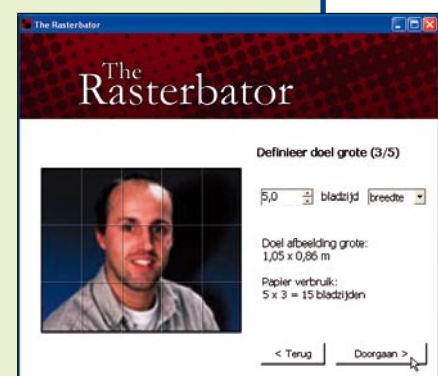 The Rasterbator
The
Rasterbator
Definieer doel grote (3/5)
5,0 bladzijd breedte
Doel afbeelding grote:
1,05 x 0,86 m
Papier verbruik:
5 x 3 = 15 bladzijden
< Terug Doorgaan >